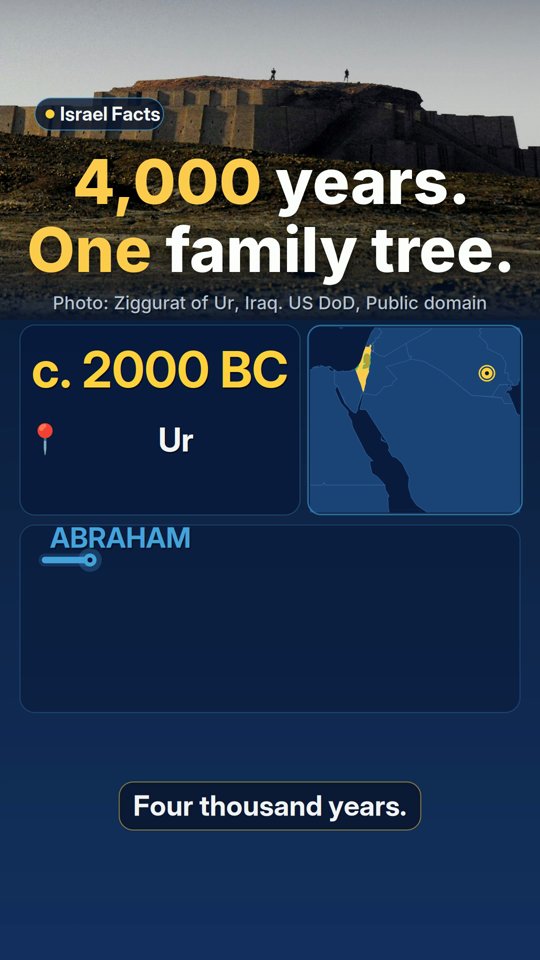 Israel Facts
4,000 years.
One family tree.
Photo: Ziggurat of Ur, Iraq. US DoD, Public domain
c. 2000 BC
Ur
ABRAHAM
Four thousand years.